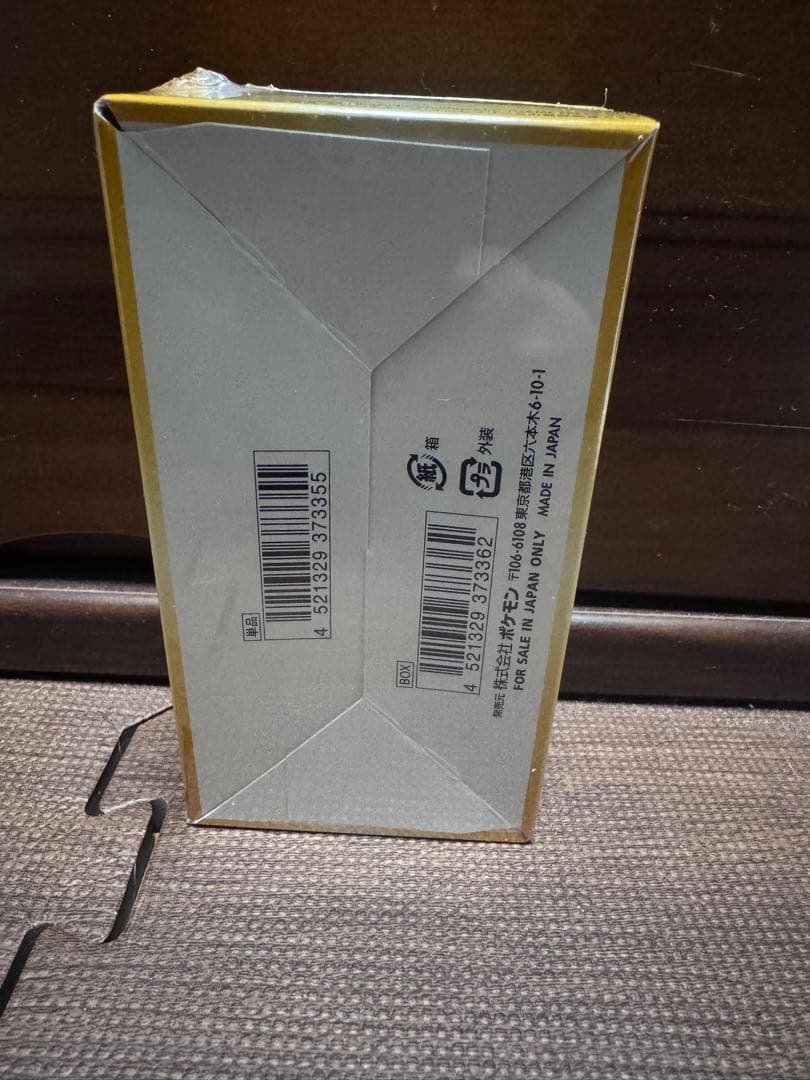 単品
4 521329 373355
紙
箱
プラ
外装
BOX
4 521329 373362
発売元 株式会社ポケモン 〒106-6108 東京都港区六本木6-10-1
FOR SALE IN JAPAN ONLY MADE IN JAPAN